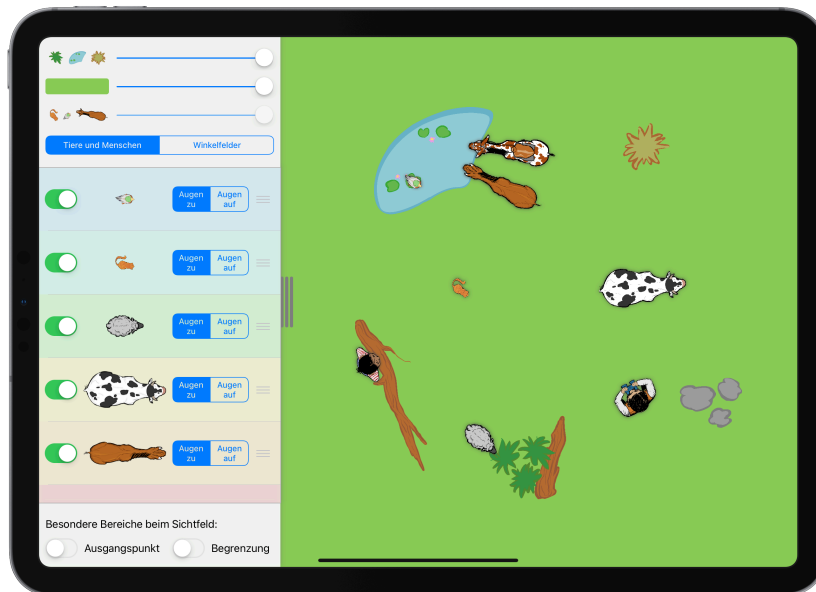 Tiere und Menschen
Winkelfelder
Augen
zu
Augen
auf
Augen
zu
Augen
auf
Augen
zu
Augen
auf
Augen
zu
Augen
auf
Augen
zu
Augen
auf
Besondere Bereiche beim Sichtfeld:
Ausgangspunkt
Begrenzung